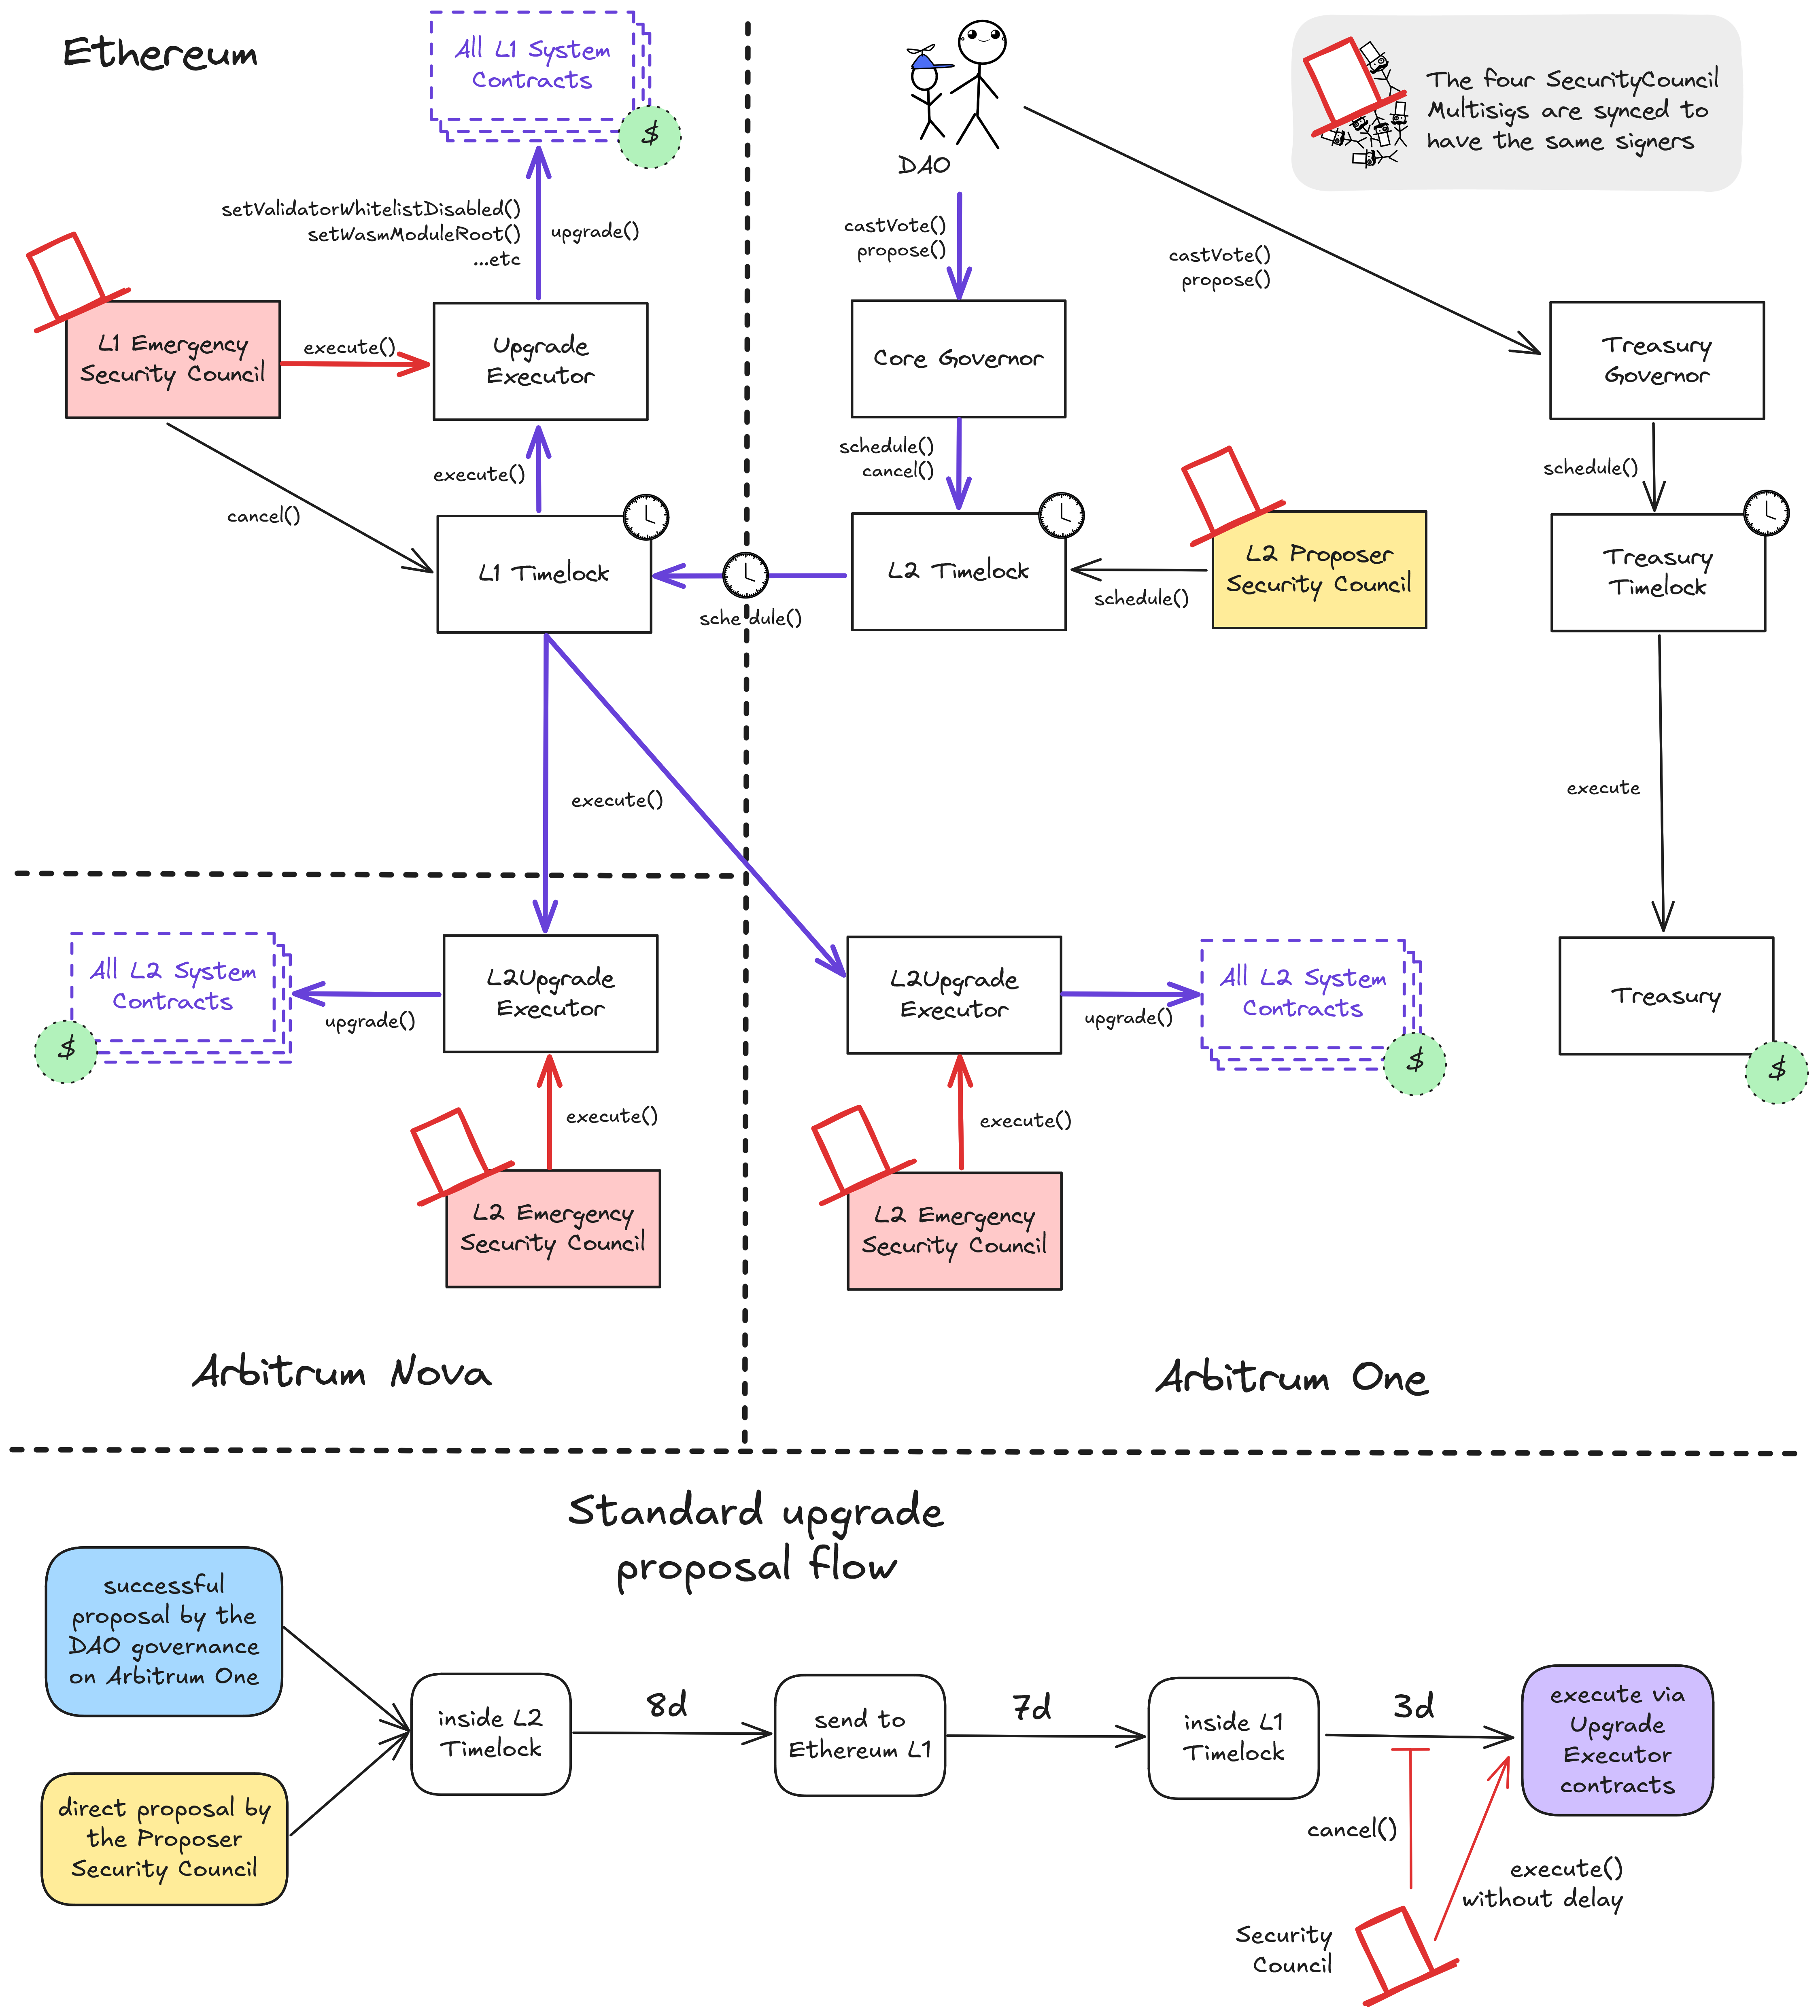 Ethereum
All L1 System
Contracts
$
DAO
The four SecurityCouncil
Multisigs are synced to
have the same signers
setValidatorWhitelistDisabled()
setWasmModuleRoot()
...etc
upgrade()
castVote()
propose()
castVote()
propose()
L1 Emergency
Security Council
execute()
Upgrade
Executor
Core Governor
Treasury
Governor
cancel()
execute()
schedule()
cancel()
schedule()
L1 Timelock
schedule()
L2 Timelock
schedule()
L2 Proposer
Security Council
Treasury
Timelock
execute()
execute
All L2 System
Contracts
$
upgrade()
L2Upgrade
Executor
L2Upgrade
Executor
upgrade()
All L2 System
Contracts
$
Treasury
$
execute()
execute()
L2 Emergency
Security Council
L2 Emergency
Security Council
Arbitrum Nova
Arbitrum One
Standard upgrade
proposal flow
successful
proposal by the
DAO governance
on Arbitrum One
direct proposal by
the Proposer
Security Council
inside L2
Timelock
8d
send to
Ethereum L1
7d
inside L1
Timelock
3d
execute via
Upgrade
Executor
contracts
cancel()
execute()
without delay
Security
Council